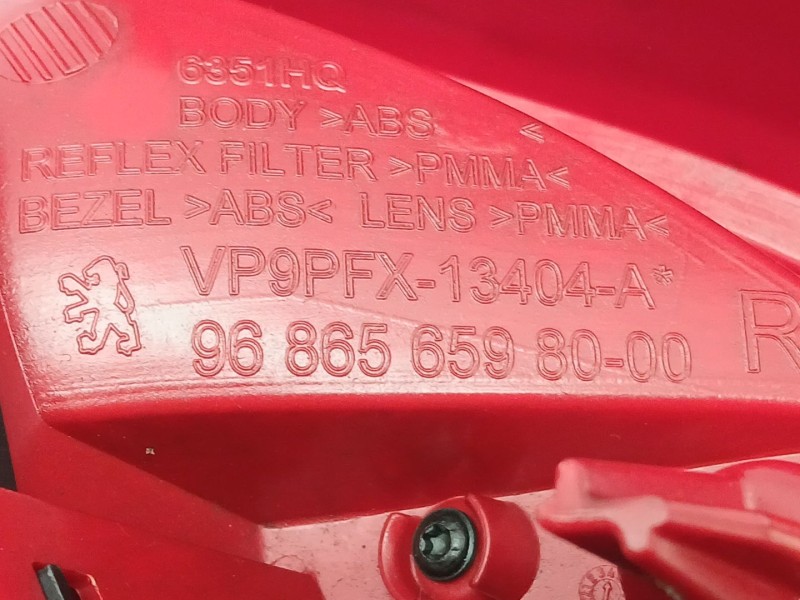 6351HQ
BODY >ABS <
REFLEX FILTER >PMMA<
BEZEL >ABS< LENS >PMMA<
VP9PFX-13404-A*
96 865 659 80-00
R